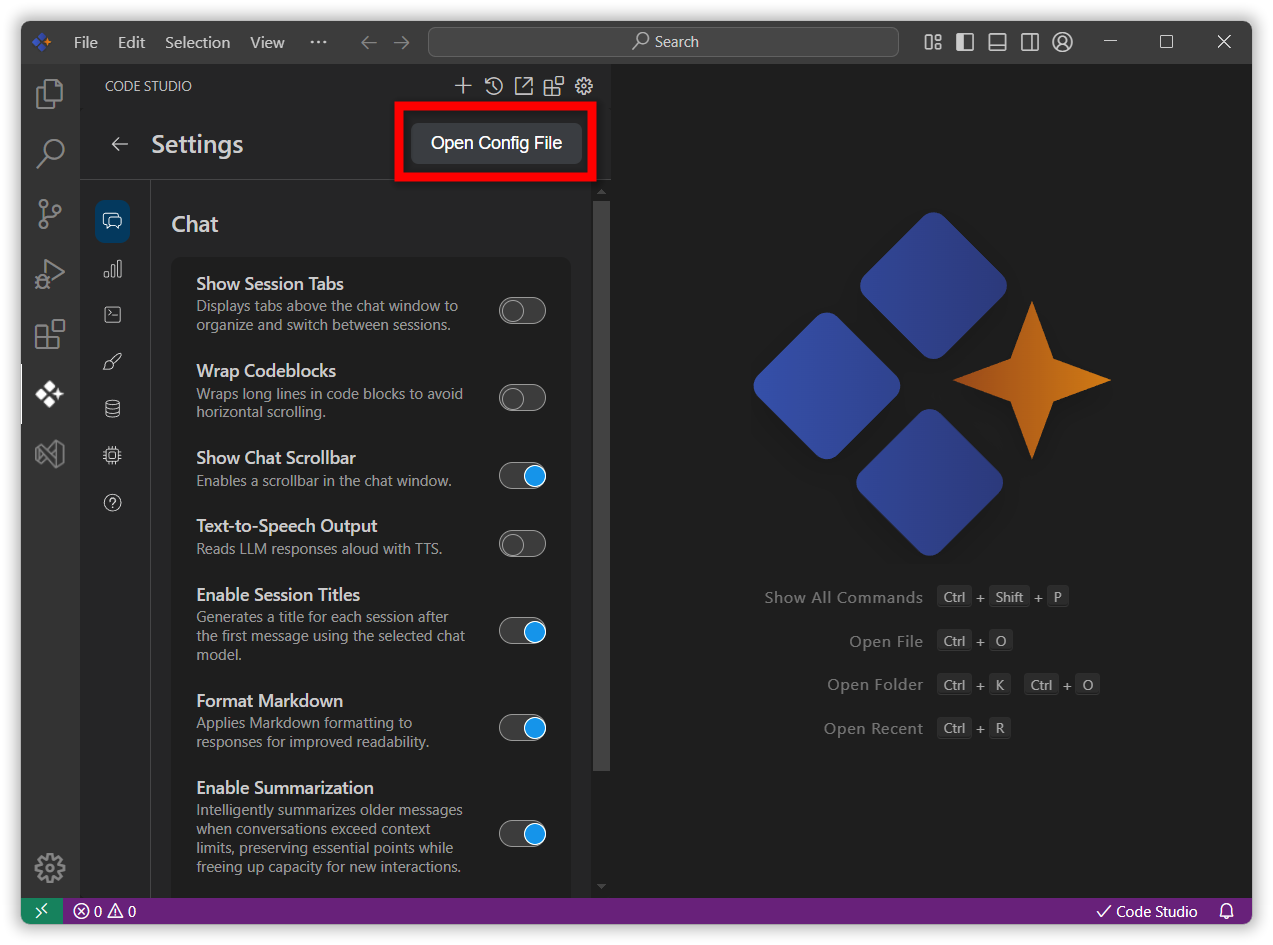 File Edit Selection View ··· Search
CODE STUDIO
Settings
Open Config File
Chat
Show Session Tabs
Displays tabs above the chat window to
organize and switch between sessions.
Wrap Codeblocks
Wraps long lines in code blocks to avoid
horizontal scrolling.
Show Chat Scrollbar
Enables a scrollbar in the chat window.
Text-to-Speech Output
Reads LLM responses aloud with TTS.
Enable Session Titles
Generates a title for each session after
the first message using the selected chat
model.
Format Markdown
Applies Markdown formatting to
responses for improved readability.
Enable Summarization
Intelligently summarizes older messages
when conversations exceed context
limits, preserving essential points while
freeing up capacity for new interactions.
Show All Commands Ctrl + Shift + P
Open File Ctrl + O
Open Folder Ctrl + K Ctrl + O
Open Recent Ctrl + R
0 0 Code Studio